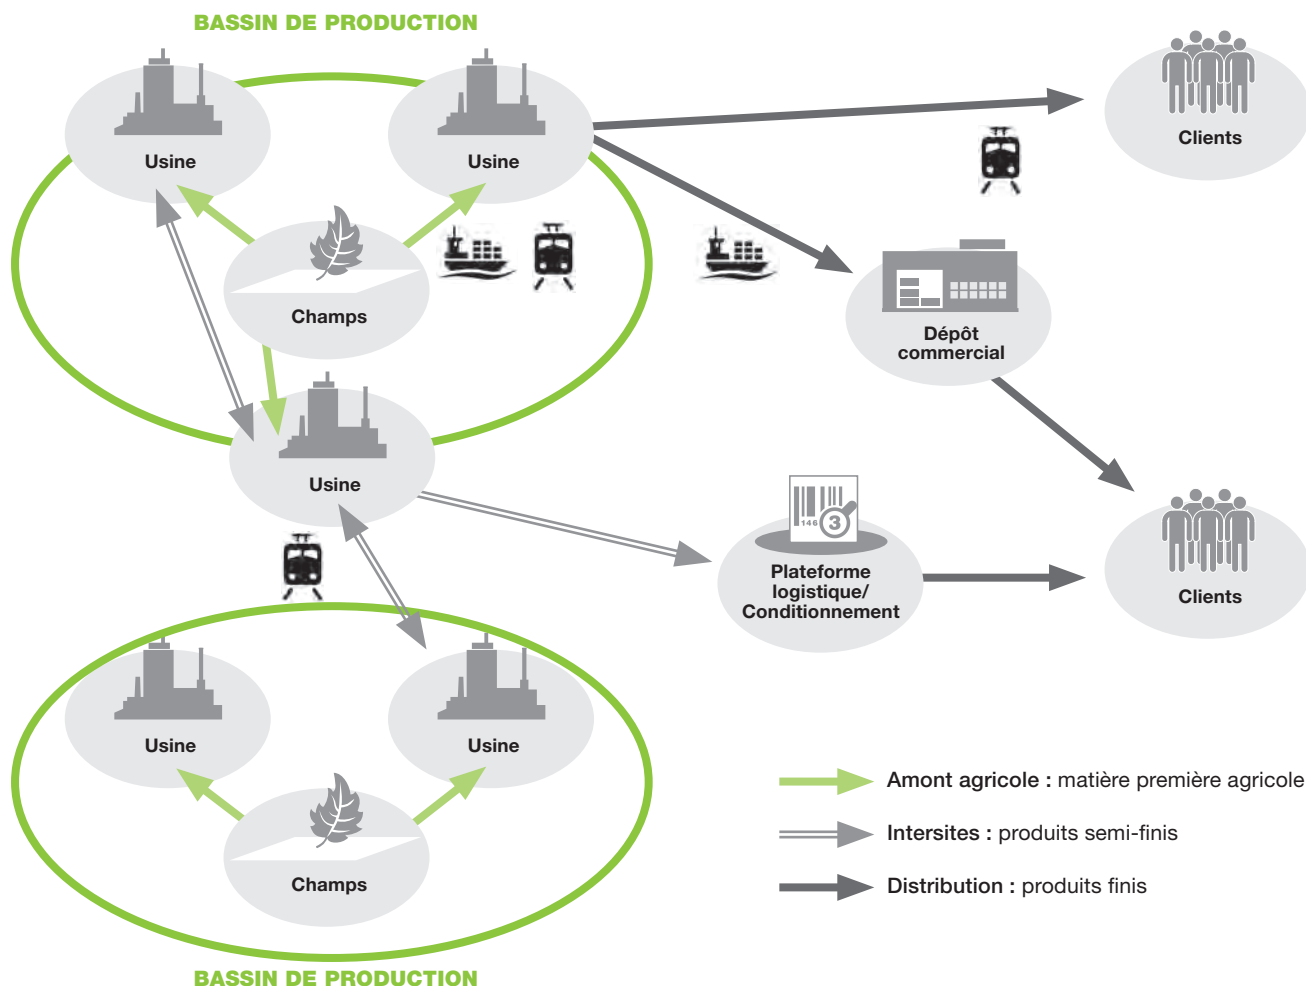 BASSIN DE PRODUCTION
Usine
Usine
Clients
Champs
Dépôt
commercial
Usine
146
3
Plateforme
logistique/
Conditionnement
Clients
Usine
Usine
Champs
Amont agricole : matière première agricole
Intersites : produits semi-finis
Distribution : produits finis
BASSIN DE PRODUCTION